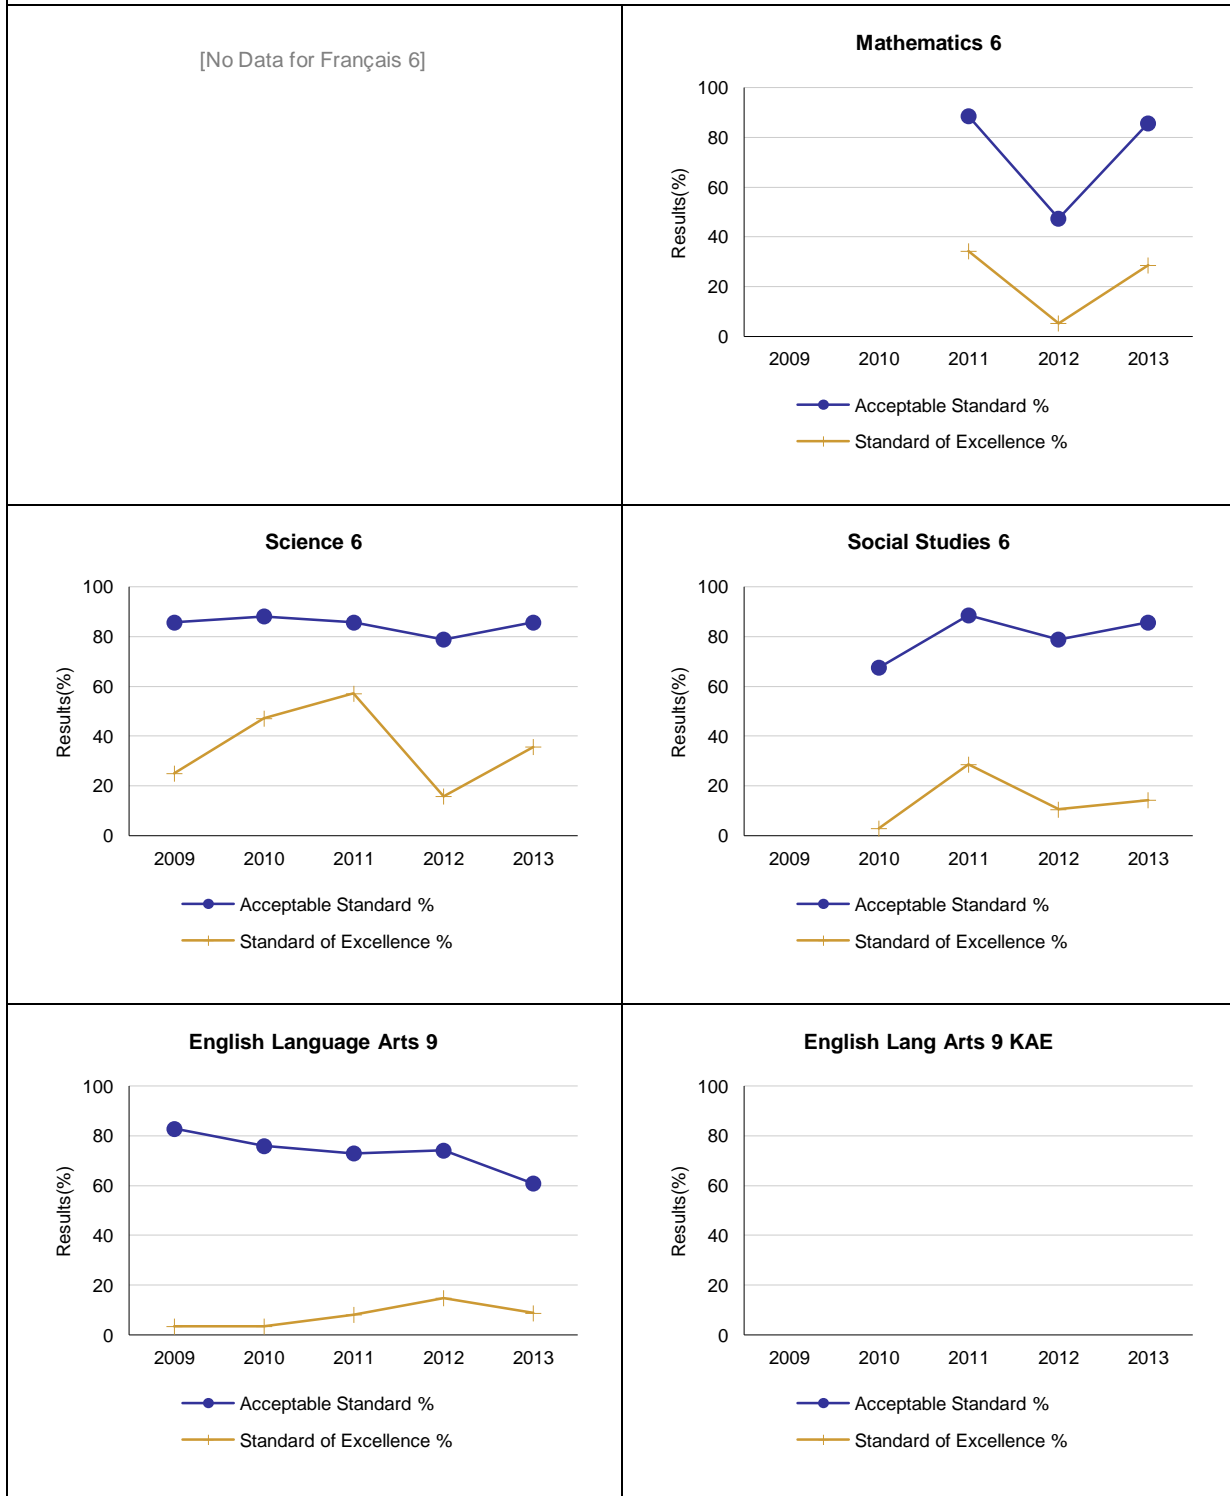 [No Data for Français 6]
Mathematics 6
Results(%)
100
80
60
40
20
0
2009 2010 2011 2012 2013
Acceptable Standard %
Standard of Excellence %
Science 6
Results(%)
100
80
60
40
20
0
2009 2010 2011 2012 2013
Acceptable Standard %
Standard of Excellence %
Social Studies 6
Results(%)
100
80
60
40
20
0
2009 2010 2011 2012 2013
Acceptable Standard %
Standard of Excellence %
English Language Arts 9
Results(%)
100
80
60
40
20
0
2009 2010 2011 2012 2013
Acceptable Standard %
Standard of Excellence %
English Lang Arts 9 KAE
Results(%)
100
80
60
40
20
0
2009 2010 2011 2012 2013
Acceptable Standard %
Standard of Excellence %